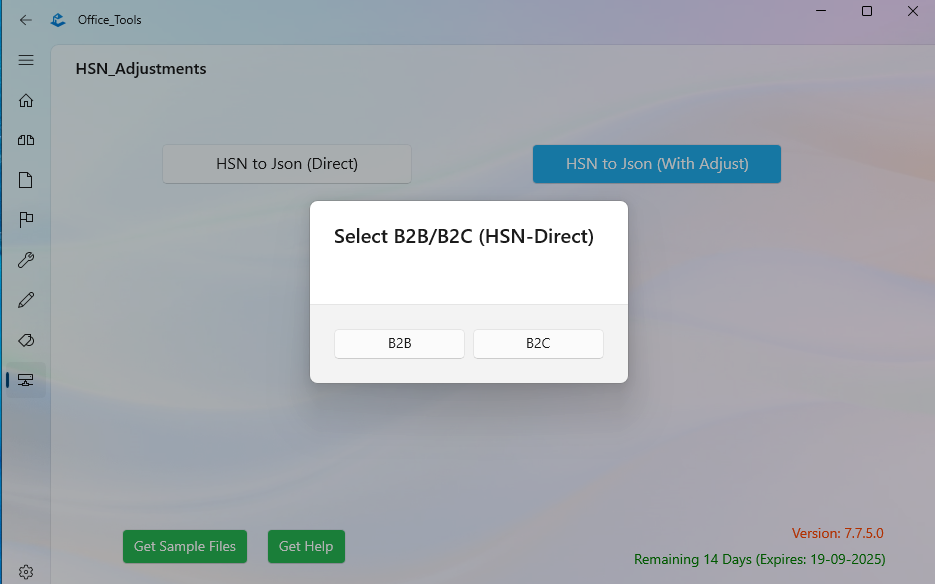 Office_Tools
HSN_Adjustments
HSN to Json (Direct)
HSN to Json (With Adjust)
Select B2B/B2C (HSN-Direct)
B2B
B2C
Get Sample Files
Get Help
Version: 7.7.5.0
Remaining 14 Days (Expires: 19-09-2025)